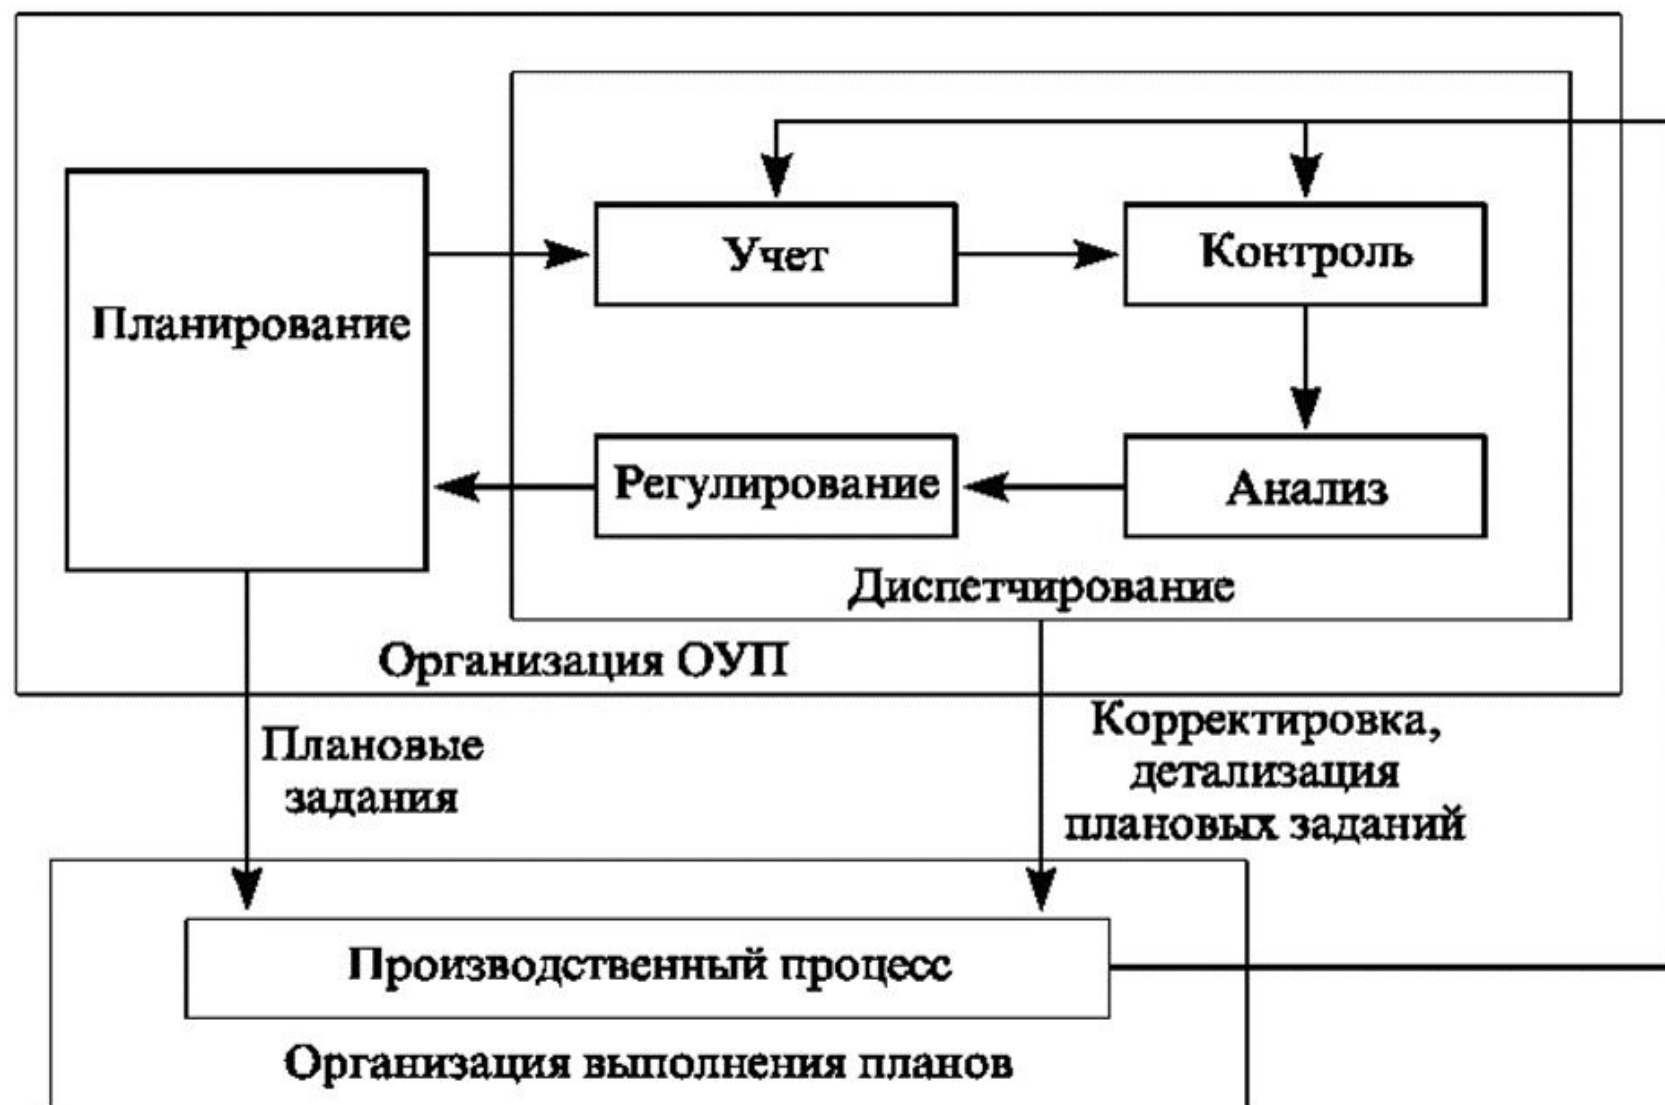 Учет
Контроль
Планирование
Регулирование
Анализ
Диспетчирование
Организация ОУП
Плановые
задания
Корректировка,
детализация
плановых заданий
Производственный процесс
Организация выполнения планов